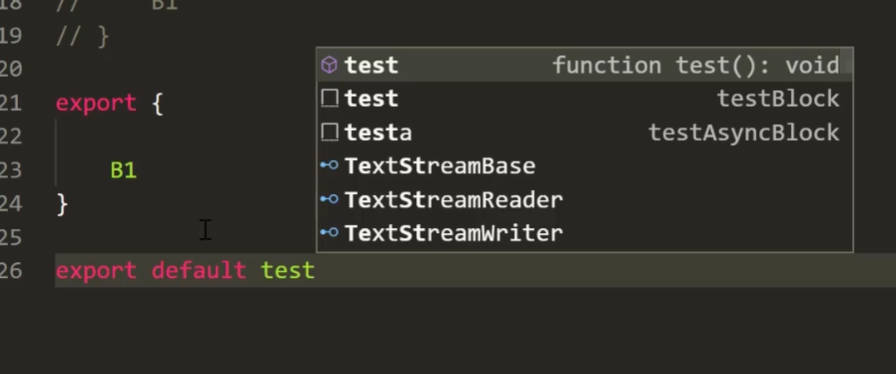 18 // B1
19 // }
20
21 export {
22
23 B1
24 }
25
26 export default test
test function test(): void
test testBlock
testa testAsyncBlock
TextStreamBase
TextStreamReader
TextStreamWriter